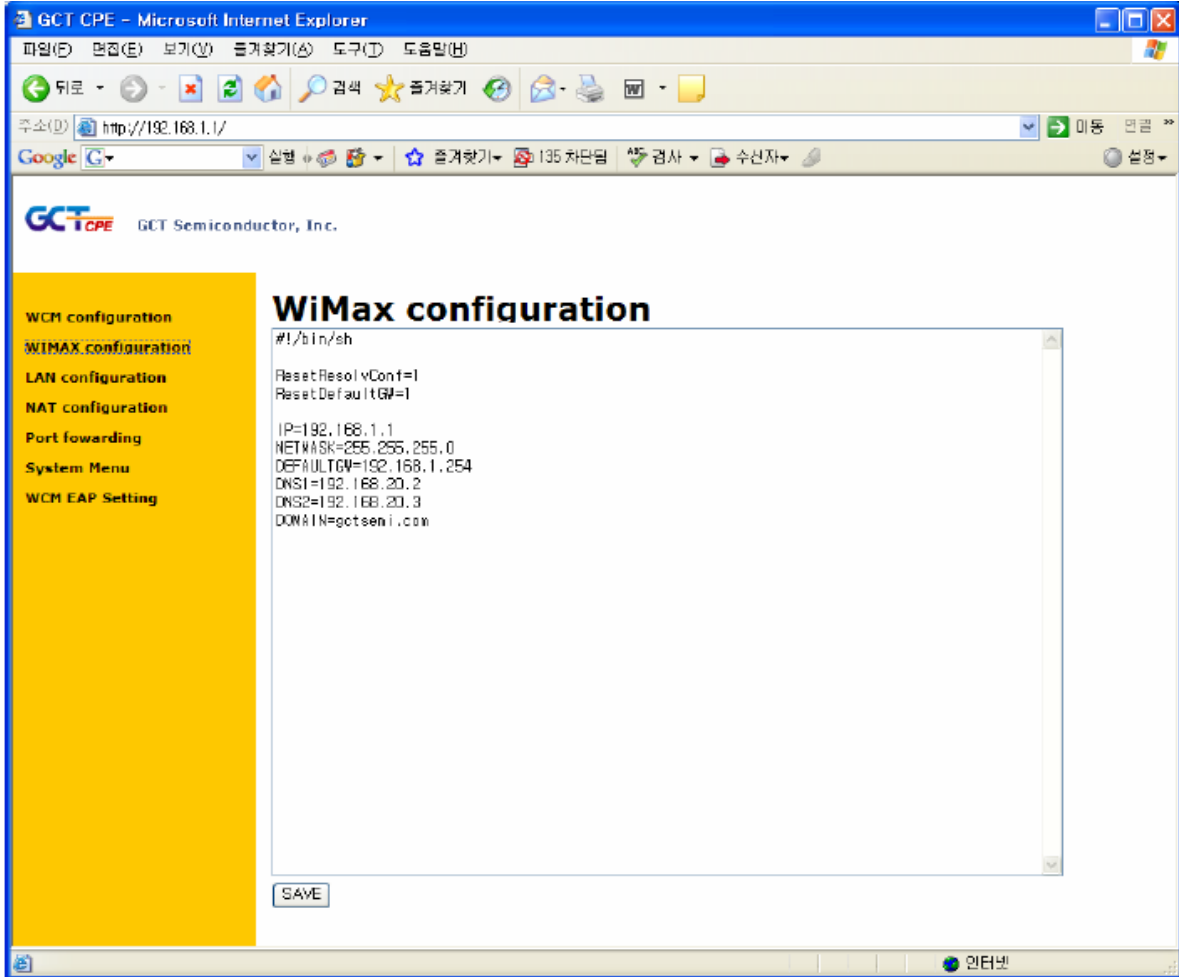 GCT CPE - Microsoft Internet Explorer
파일(F) 편집(E) 보기(V) 즐겨찾기(A) 도구(T) 도움말(H)
뒤로 검색 즐겨찾기
주소(D) http://192.168.1.1/ 이동 연결 »
Google G 실행 즐겨찾기 135 차단됨 ABC 검사 수신자 설정
GCT CPE GCT Semiconductor, Inc.
WCM configuration
WIMAX configuration
LAN configuration
NAT configuration
Port fowarding
System Menu
WCM EAP Setting
WiMax configuration
#!/bin/sh
ResetResolvConf=1
ResetDefaultGW=1
IP=192.168.1.1
NETMASK=255.255.255.0
DEFAULTGW=192.168.1.254
DNS1=192.168.20.2
DNS2=192.168.20.3
DOMAIN=gctsemi.com
SAVE
인터넷